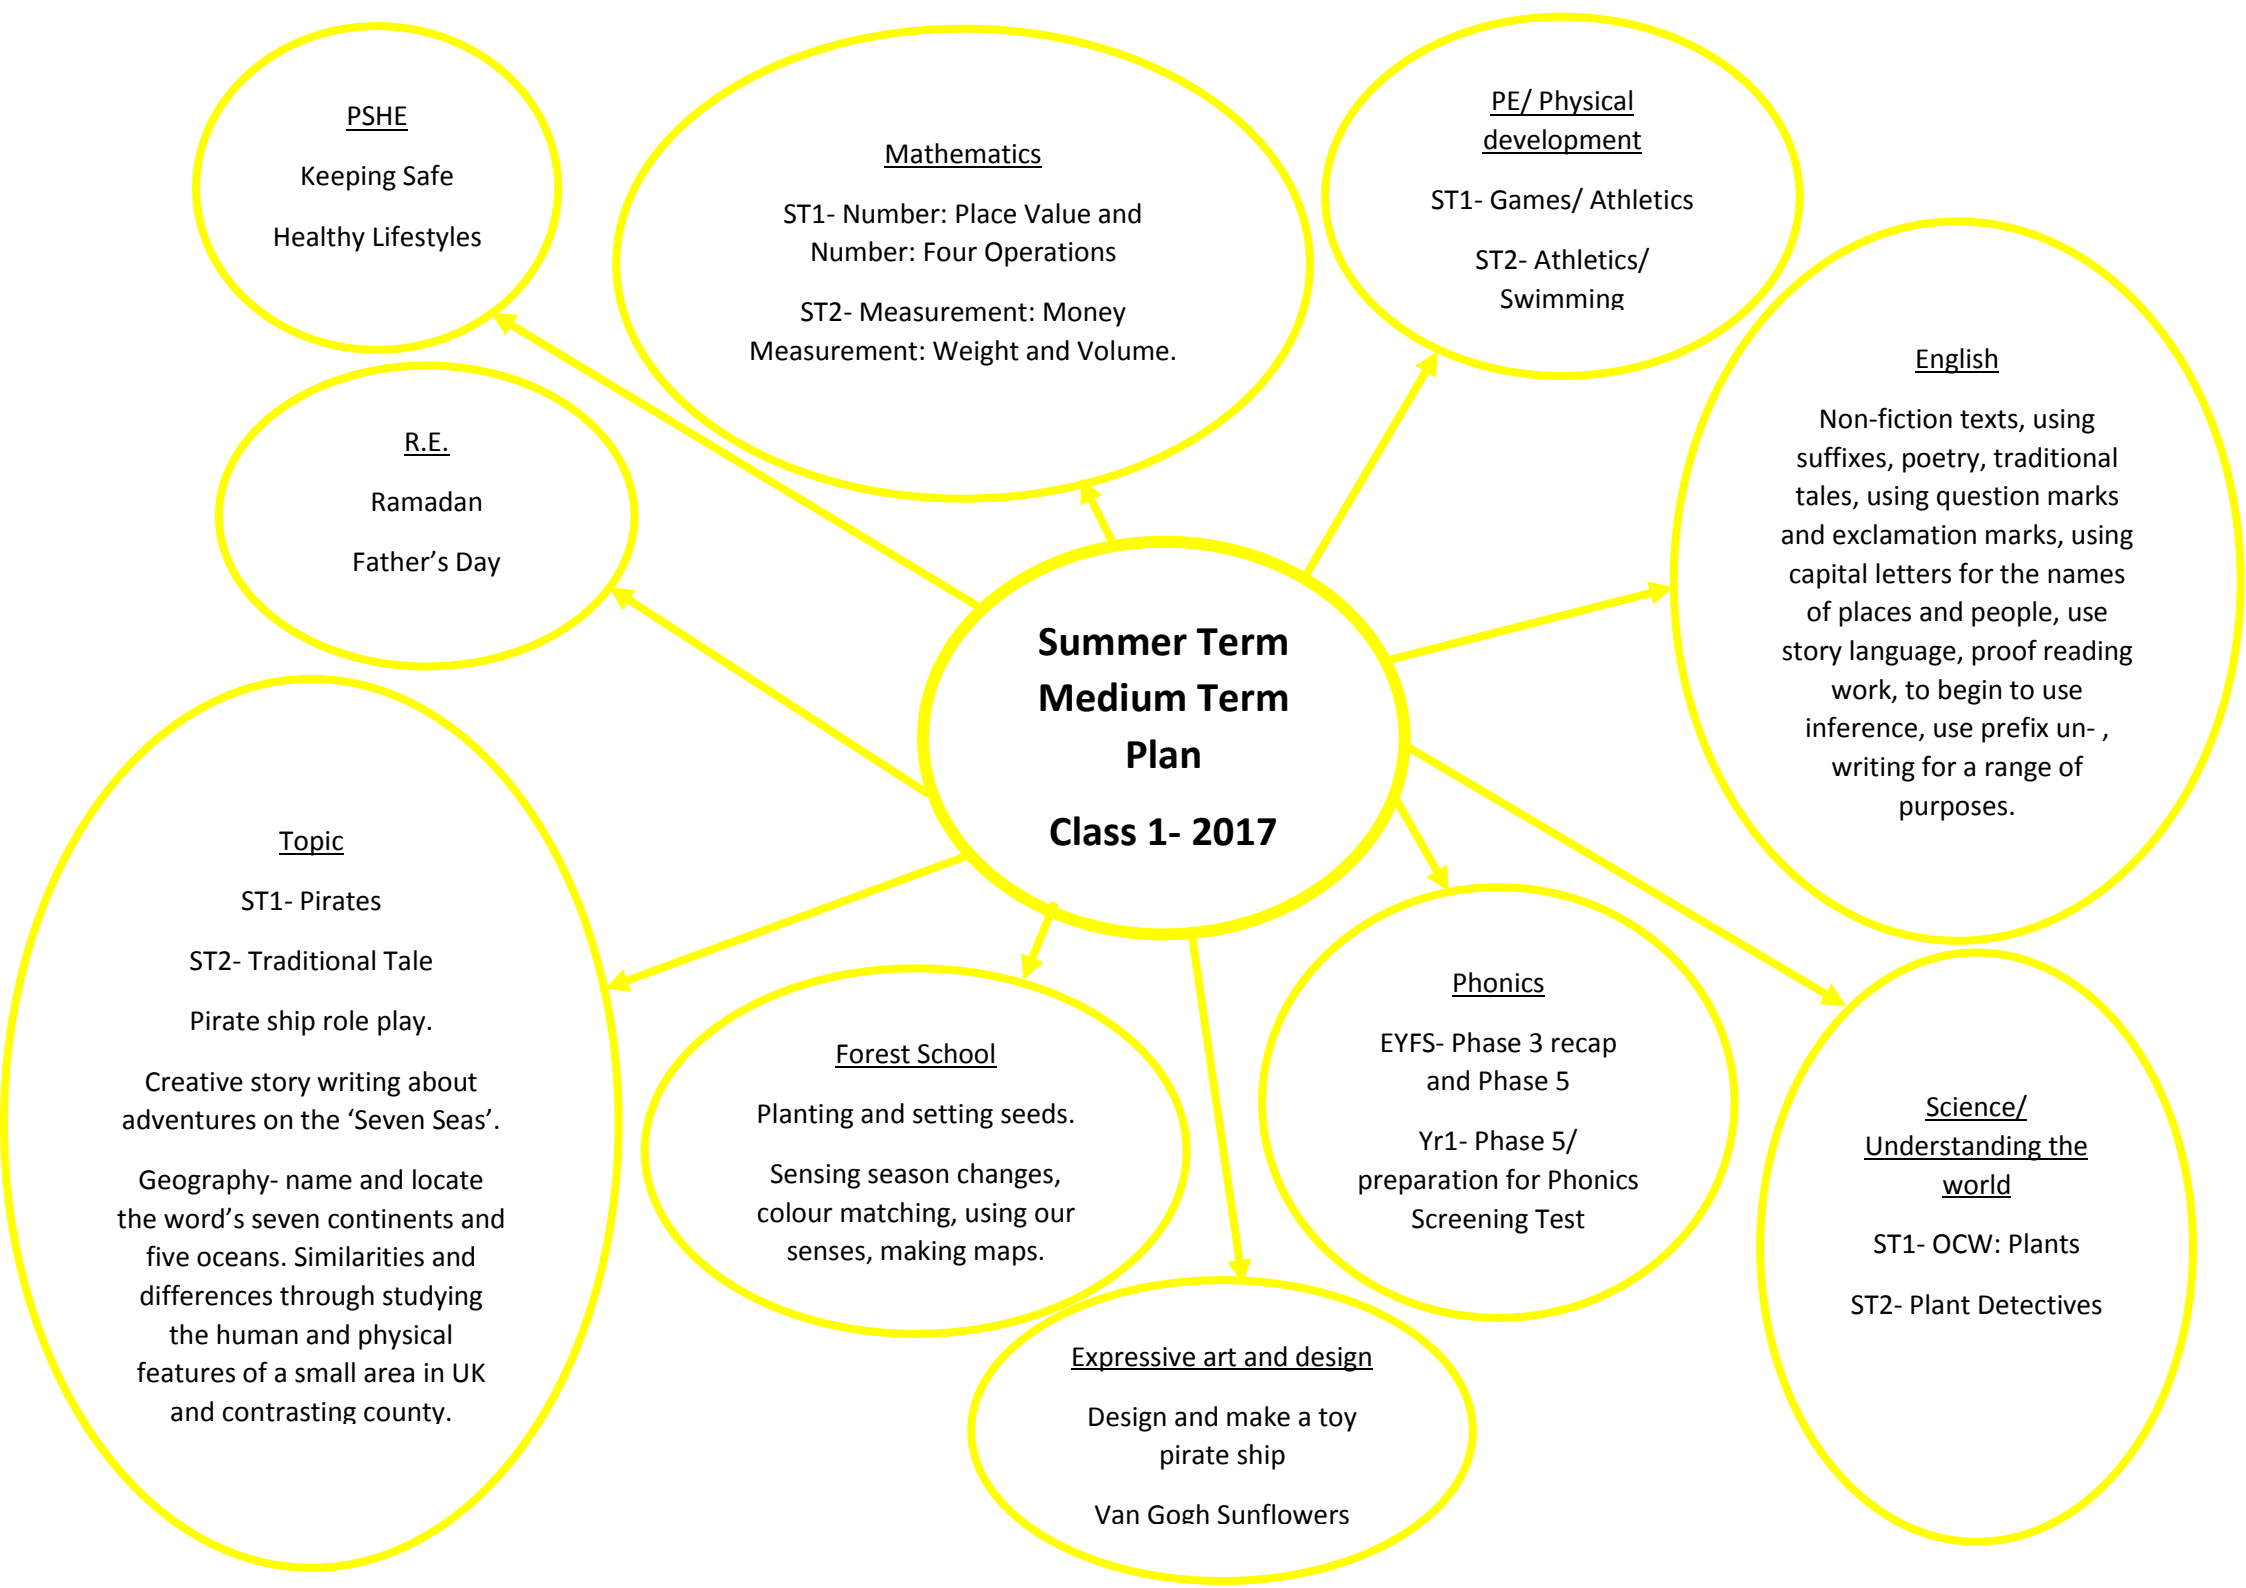 PSHE
Keeping Safe
Healthy Lifestyles
Mathematics
ST1- Number: Place Value and
Number: Four Operations
ST2- Measurement: Money
Measurement: Weight and Volume.
PE/ Physical
development
ST1- Games/ Athletics
ST2- Athletics/
Swimming
English
Non-fiction texts, using
suffixes, poetry, traditional
tales, using question marks
and exclamation marks, using
capital letters for the names
of places and people, use
story language, proof reading
work, to begin to use
inference, use prefix un- ,
writing for a range of
purposes.
R.E.
Ramadan
Father’s Day
Summer Term
Medium Term
Plan
Class 1- 2017
Topic
ST1- Pirates
ST2- Traditional Tale
Pirate ship role play.
Creative story writing about
adventures on the ‘Seven Seas’.
Geography- name and locate
the word’s seven continents and
five oceans. Similarities and
differences through studying
the human and physical
features of a small area in UK
and contrasting county.
Forest School
Planting and setting seeds.
Sensing season changes,
colour matching, using our
senses, making maps.
Expressive art and design
Design and make a toy
pirate ship
Van Gogh Sunflowers
Phonics
EYFS- Phase 3 recap
and Phase 5
Yr1- Phase 5/
preparation for Phonics
Screening Test
Science/
Understanding the
world
ST1- OCW: Plants
ST2- Plant Detectives